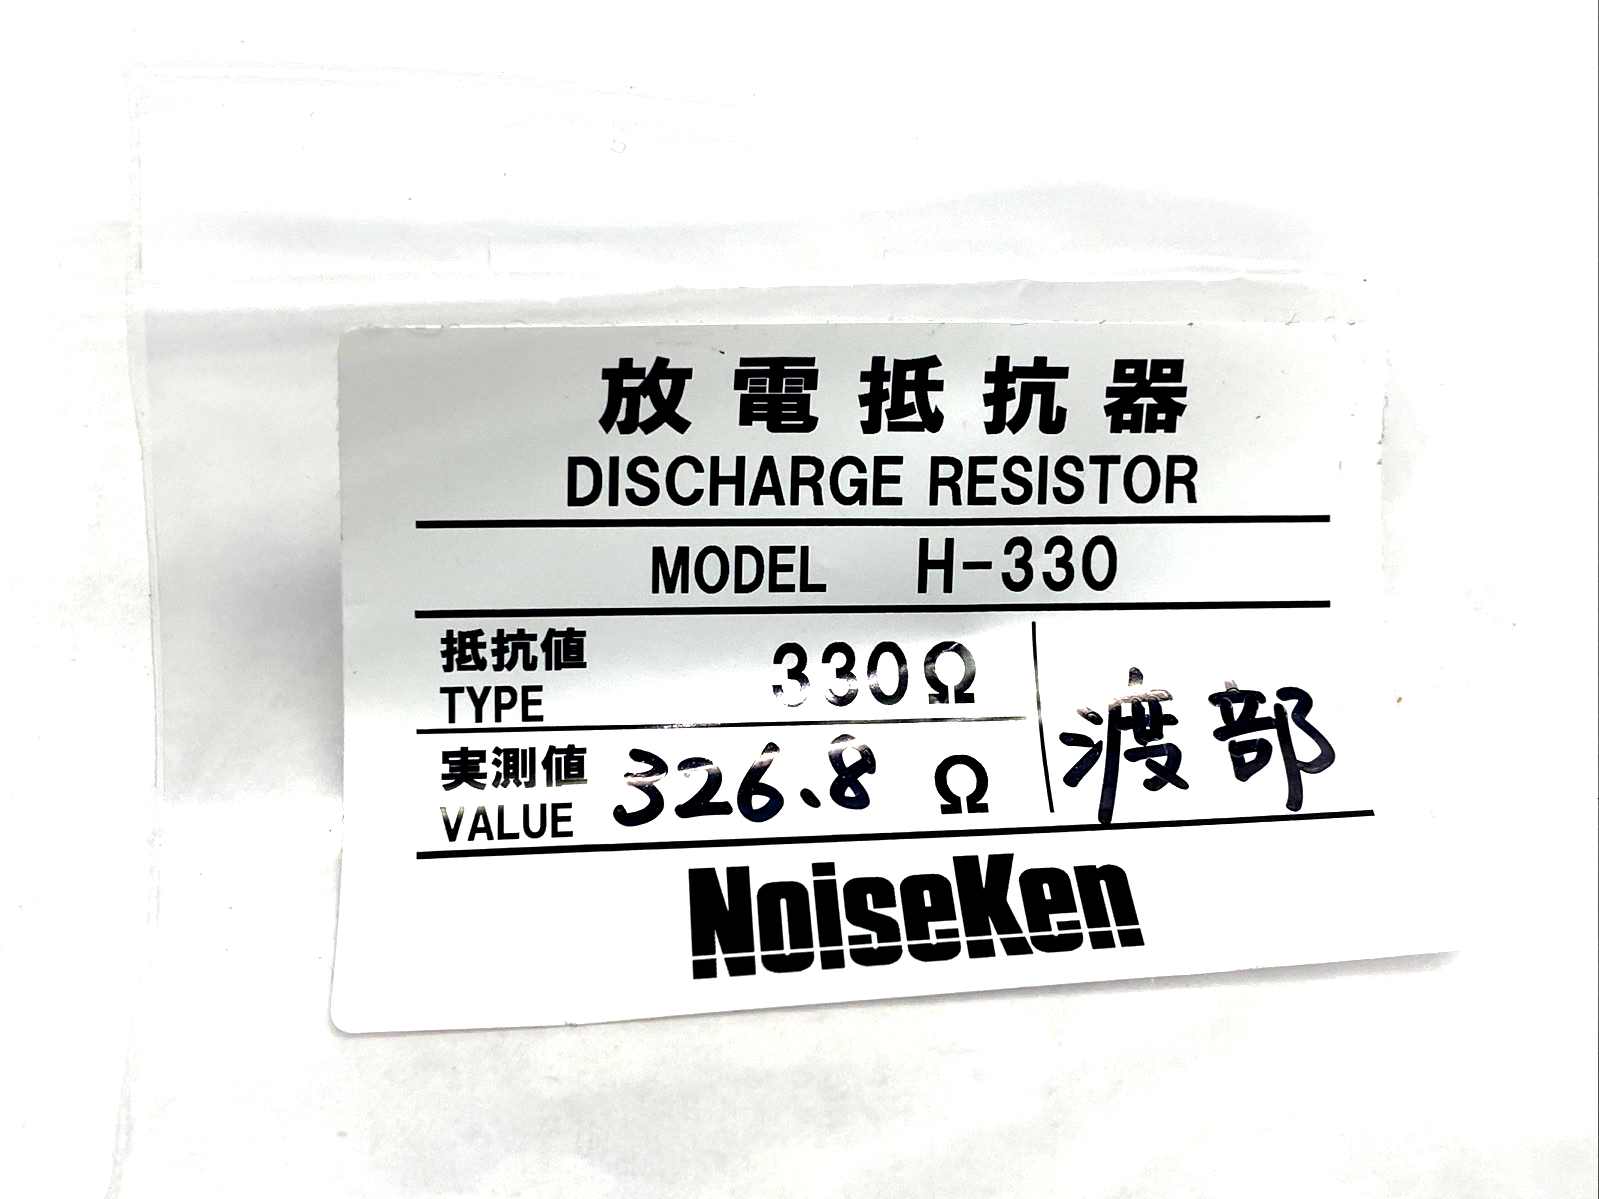 放電抵抗器
DISCHARGE RESISTOR
MODEL H-330
抵抗値
TYPE
330Ω
実測値
VALUE
326.8 Ω
渡部
NoiseKen